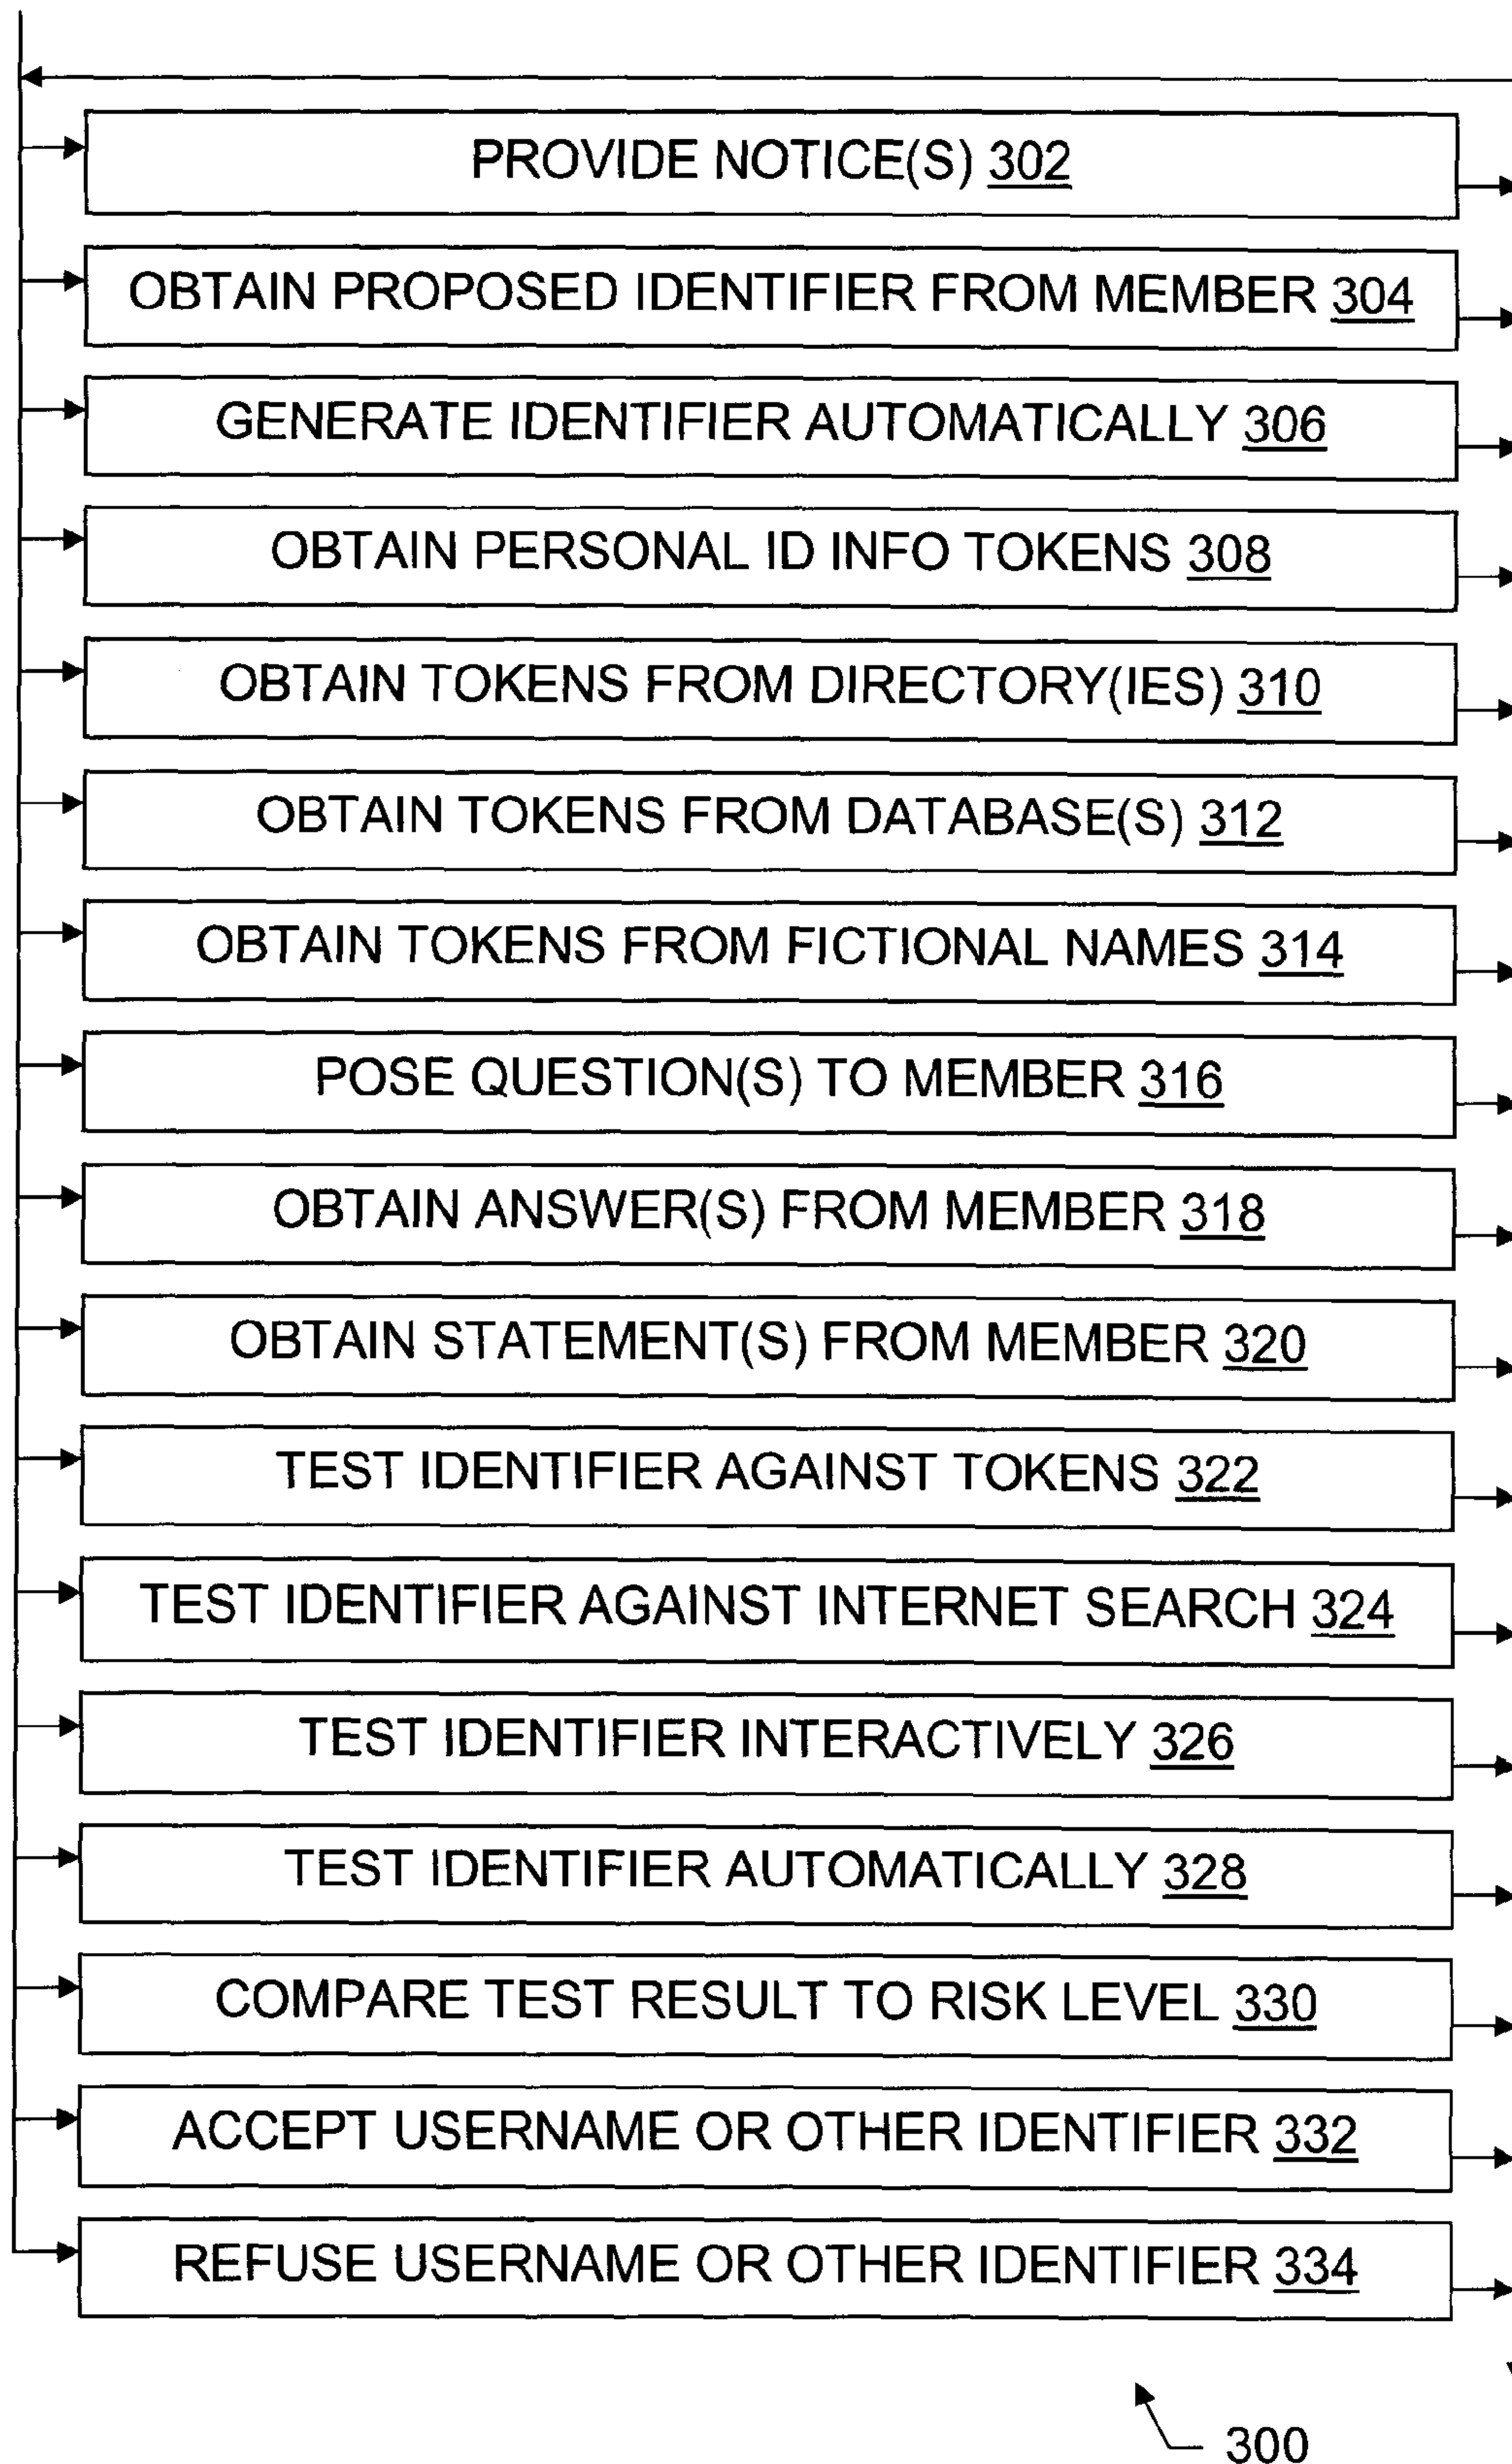 PROVIDE NOTICE(S) 302
OBTAIN PROPOSED IDENTIFIER FROM MEMBER 304
GENERATE IDENTIFIER AUTOMATICALLY 306
OBTAIN PERSONAL ID INFO TOKENS 308
OBTAIN TOKENS FROM DIRECTORY(IES) 310
OBTAIN TOKENS FROM DATABASE(S) 312
OBTAIN TOKENS FROM FICTIONAL NAMES 314
POSE QUESTION(S) TO MEMBER 316
OBTAIN ANSWER(S) FROM MEMBER 318
OBTAIN STATEMENT(S) FROM MEMBER 320
TEST IDENTIFIER AGAINST TOKENS 322
TEST IDENTIFIER AGAINST INTERNET SEARCH 324
TEST IDENTIFIER INTERACTIVELY 326
TEST IDENTIFIER AUTOMATICALLY 328
COMPARE TEST RESULT TO RISK LEVEL 330
ACCEPT USERNAME OR OTHER IDENTIFIER 332
REFUSE USERNAME OR OTHER IDENTIFIER 334
300